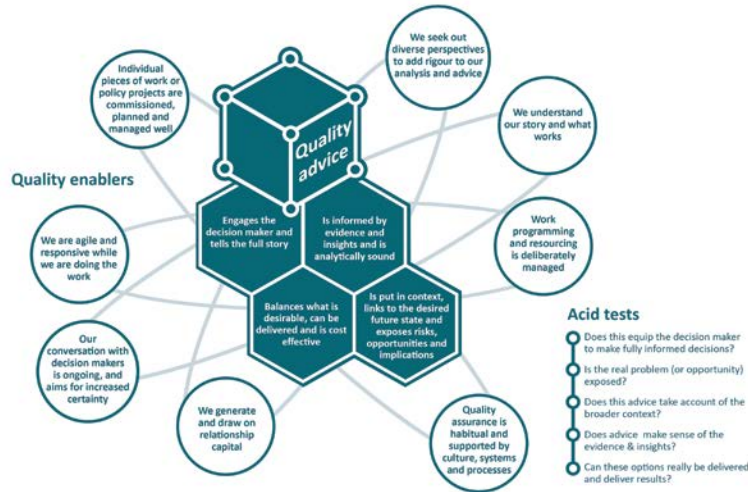 Individual
pieces of work or
policy projects are
commissioned,
planned and
managed well
We seek out
diverse perspectives
to add rigour to our
analysis and advice
We understand
our story and what
works
Quality
advice
Quality enablers
Engages the
decision maker and
tells the full story
Is informed by
evidence and
insights and is
analytically sound
We are agile and
responsive while
we are doing the
work
Work
programming
and resourcing
is deliberately
managed
Balances what is
desirable, can be
delivered and is cost
effective
Is put in context,
links to the desired
future state and
exposes risks,
opportunities and
implications
Our
conversation with
decision makers
is ongoing, and
aims for increased
certainty
We generate
and draw on
relationship
capital
Quality
assurance is
habitual and
supported by
culture, systems
and processes
Acid tests
Does this equip the decision maker
to make fully informed decisions?
Is the real problem (or opportunity)
exposed?
Does this advice take account of the
broader context?
Does advice make sense of the
evidence & insights?
Can these options really be delivered
and deliver results?